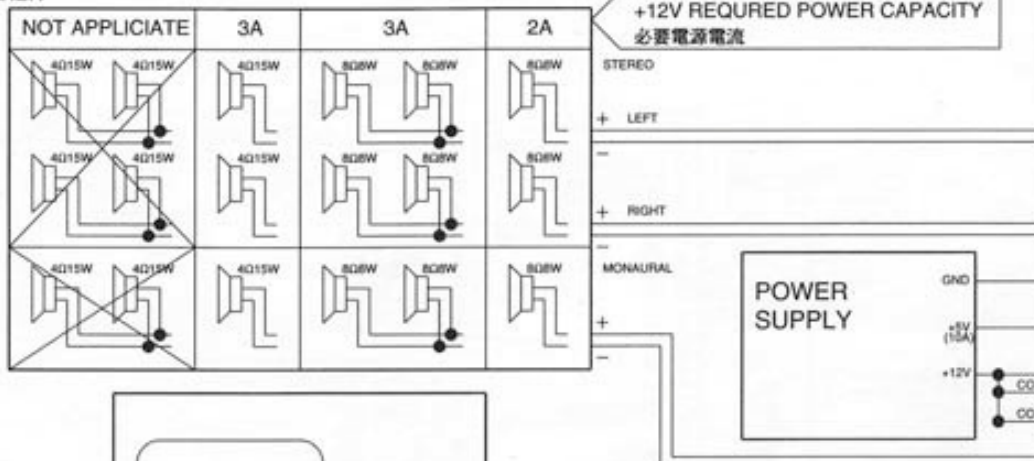 +12V REQURED POWER CAPACITY
必要電源電流
NOT APPLICIATE 3A 3A 2A
4Ω15W 4Ω15W 4Ω15W 8Ω8W 8Ω8W 8Ω8W
STEREO
+ LEFT
−
4Ω15W 4Ω15W 4Ω15W 8Ω8W 8Ω8W 8Ω8W
+ RIGHT
−
4Ω15W 4Ω15W 4Ω15W 8Ω8W 8Ω8W 8Ω8W
MONAURAL
+
−
POWER
SUPPLY
GND
+5V
(10A)
+12V
CO
CO